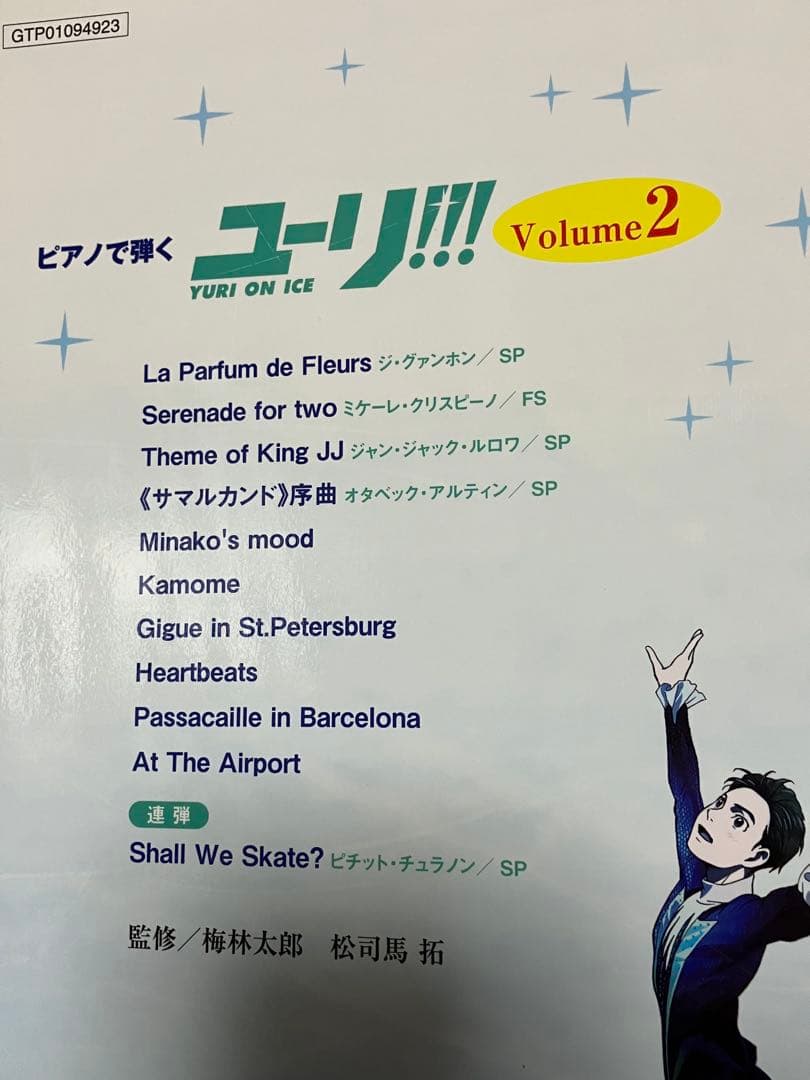 GTP01094923
ピアノで弾く ユーリ!!! Volume2
YURI ON ICE
La Parfum de Fleurs ジ・グァンホン/SP
Serenade for two ミケーレ・クリスピーノ/FS
Theme of King JJ ジャン・ジャック・ルロワ/SP
《サマルカンド》序曲 オタベック・アルティン/SP
Minako's mood
Kamome
Gigue in St.Petersburg
Heartbeats
Passacaille in Barcelona
At The Airport
連弾
Shall We Skate? ピチット・チュラノン/SP
監修/梅林太郎 松司馬 拓